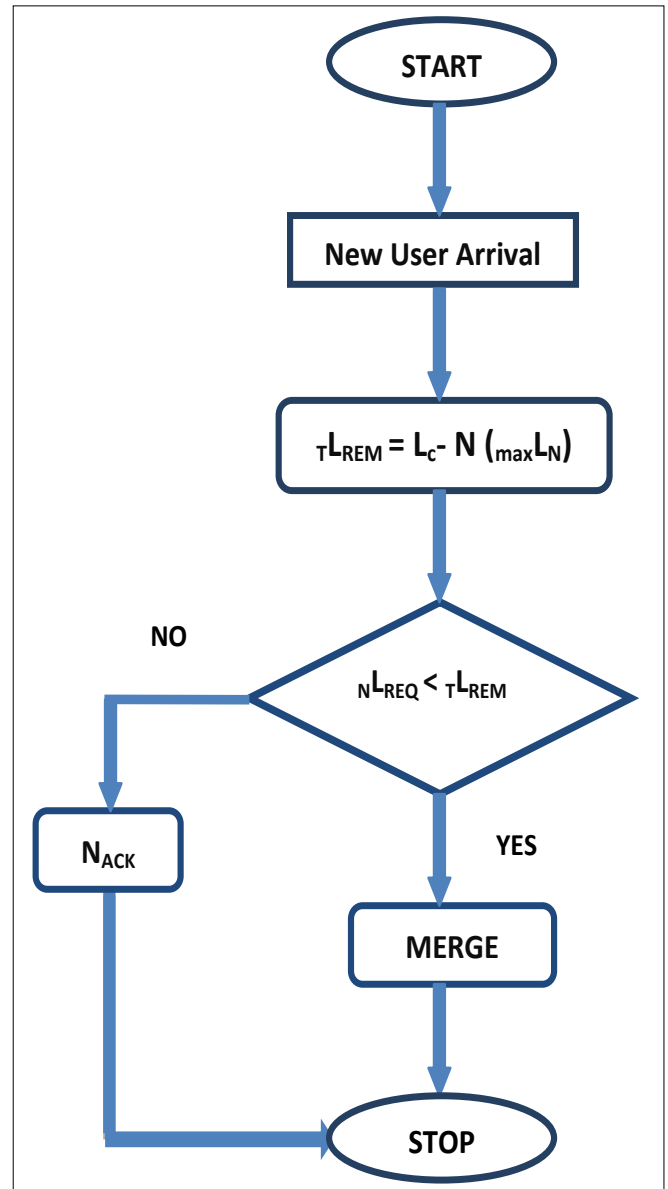 START
New User Arrival
TLREM = Lc- N (maxLN)
NO
NLREQ < TLREM
NACK
YES
MERGE
STOP